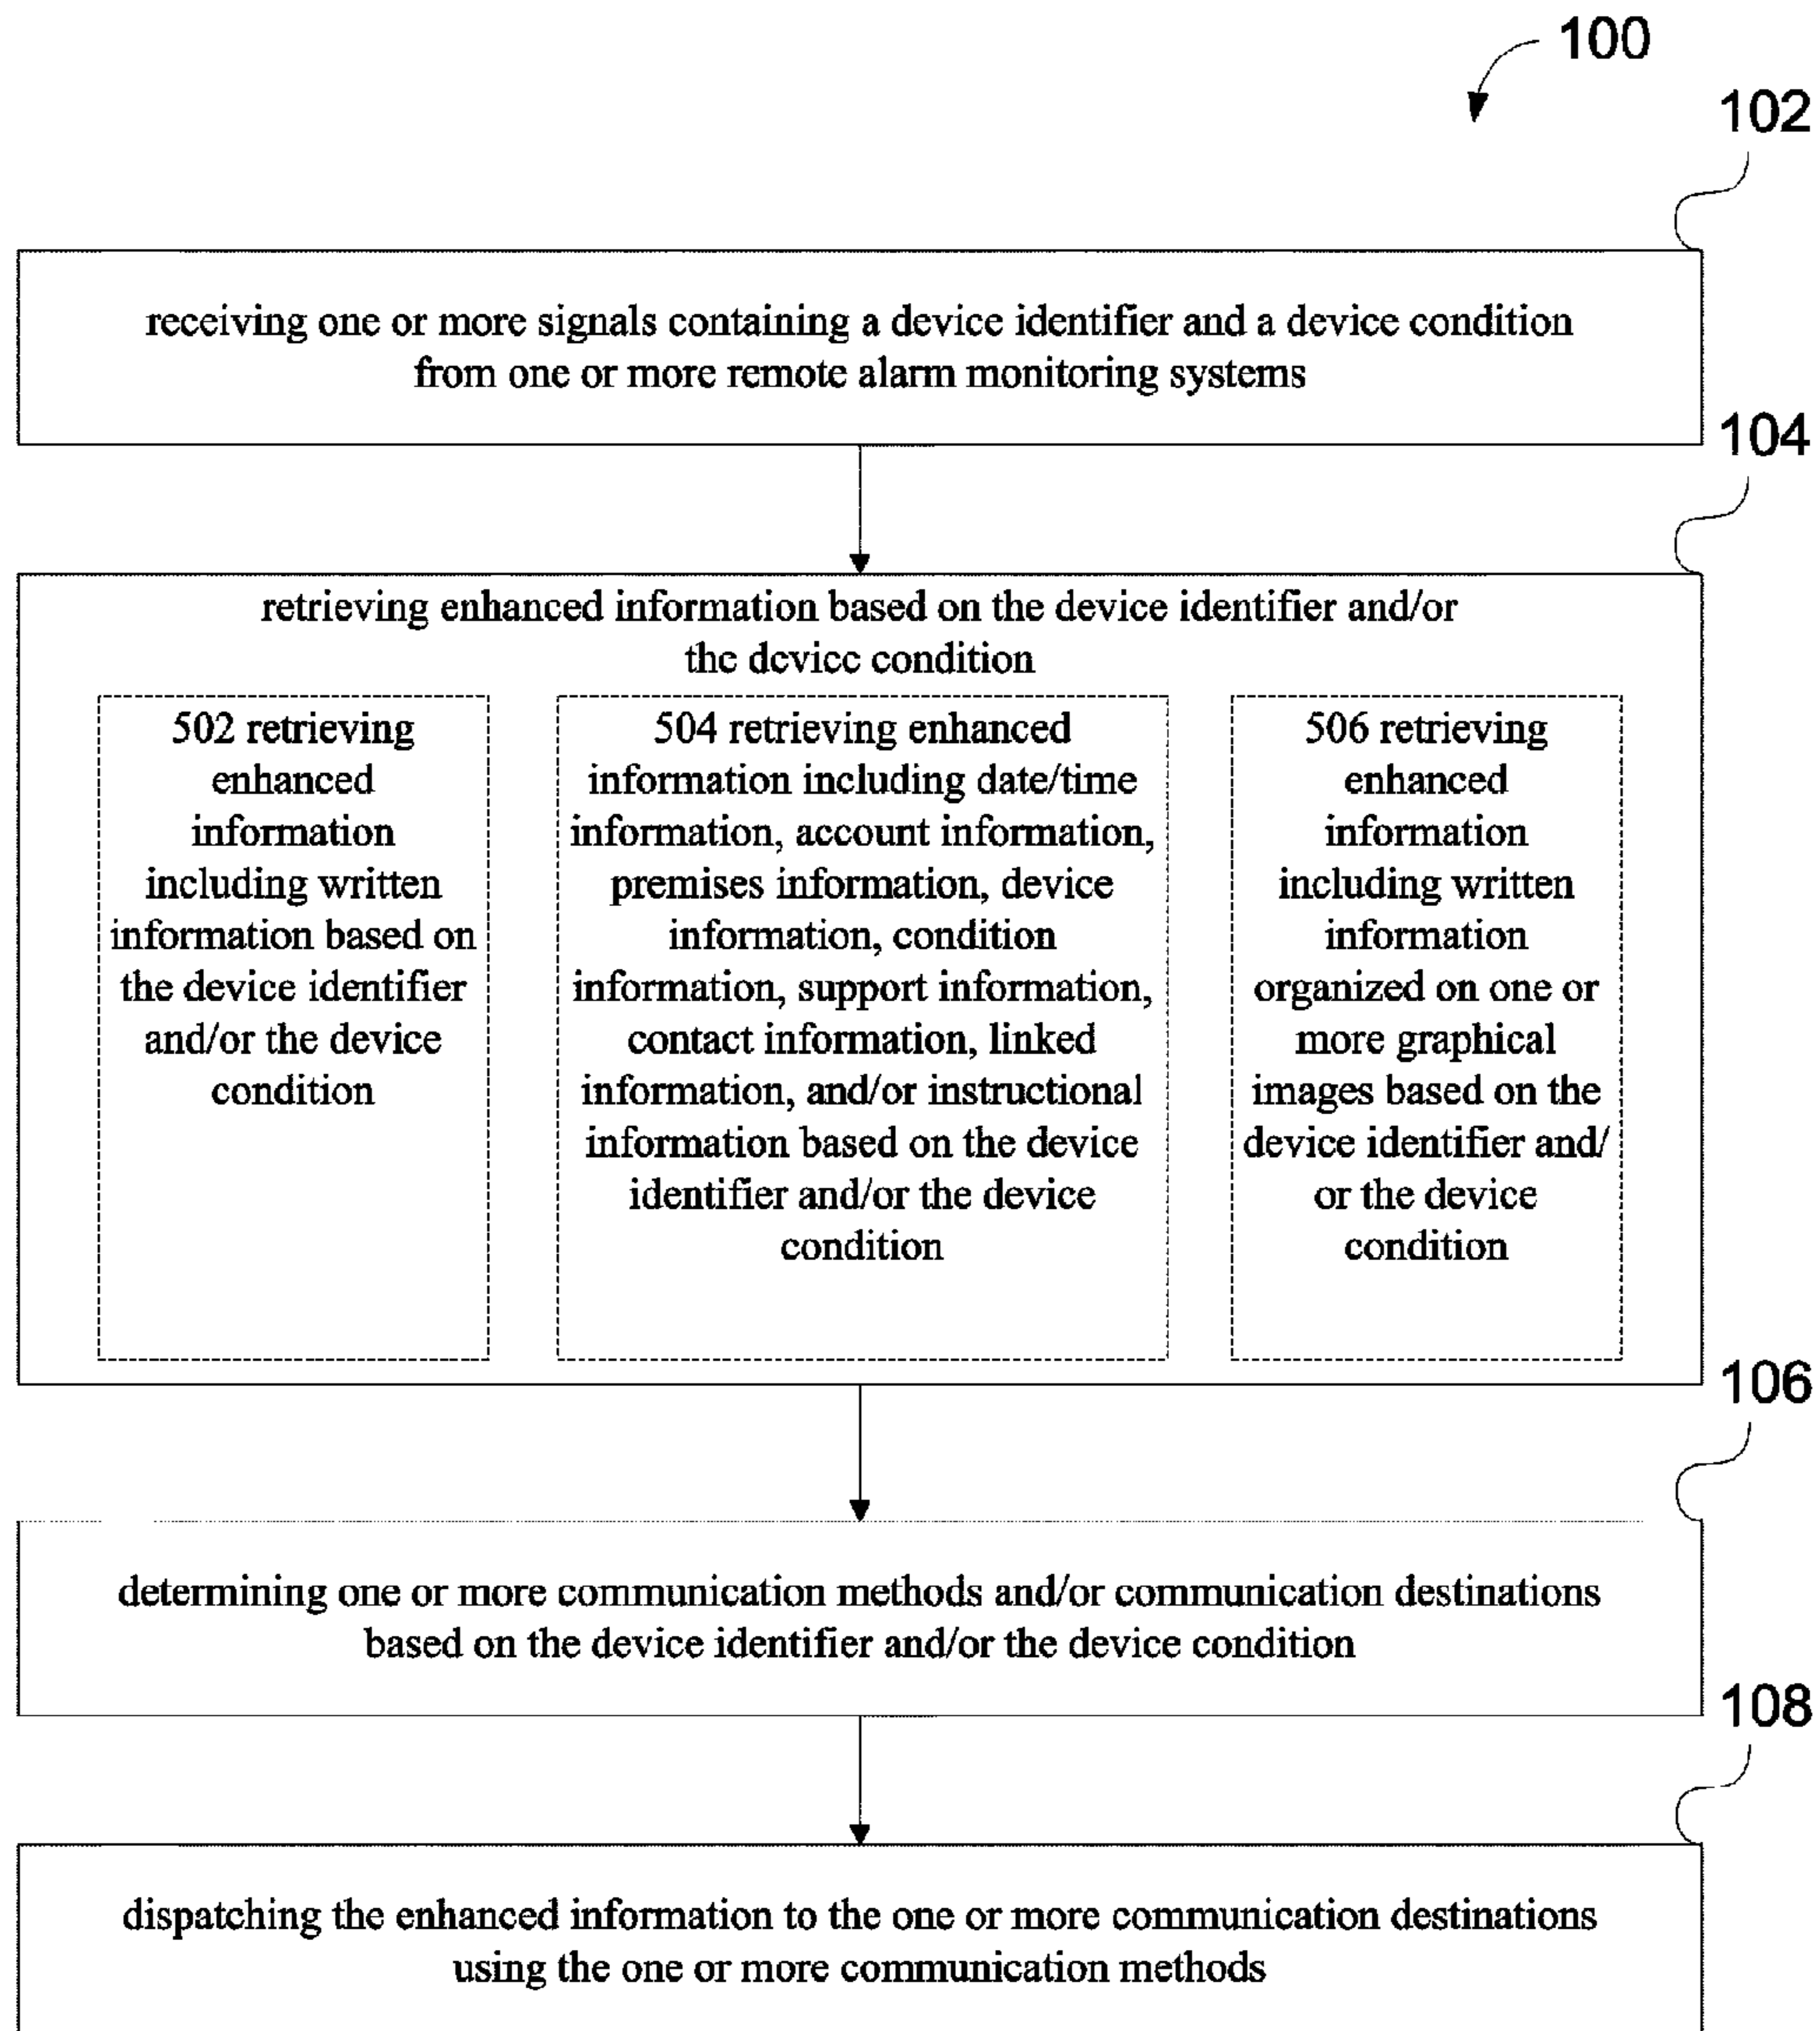 100
102
receiving one or more signals containing a device identifier and a device condition
from one or more remote alarm monitoring systems
104
retrieving enhanced information based on the device identifier and/or
the device condition
502 retrieving
enhanced
information
including written
information based on
the device identifier
and/or the device
condition
504 retrieving enhanced
information including date/time
information, account information,
premises information, device
information, condition
information, support information,
contact information, linked
information, and/or instructional
information based on the device
identifier and/or the device
condition
506 retrieving
enhanced
information
including written
information
organized on one or
more graphical
images based on the
device identifier and/
or the device
condition
106
determining one or more communication methods and/or communication destinations
based on the device identifier and/or the device condition
108
dispatching the enhanced information to the one or more communication destinations
using the one or more communication methods